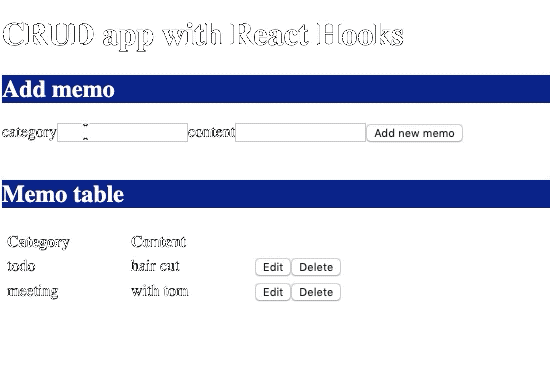 CRUD app with React Hooks
Add memo
category content Add new memo
Memo table
Category Content
todo hair cut Edit Delete
meeting with tom Edit Delete